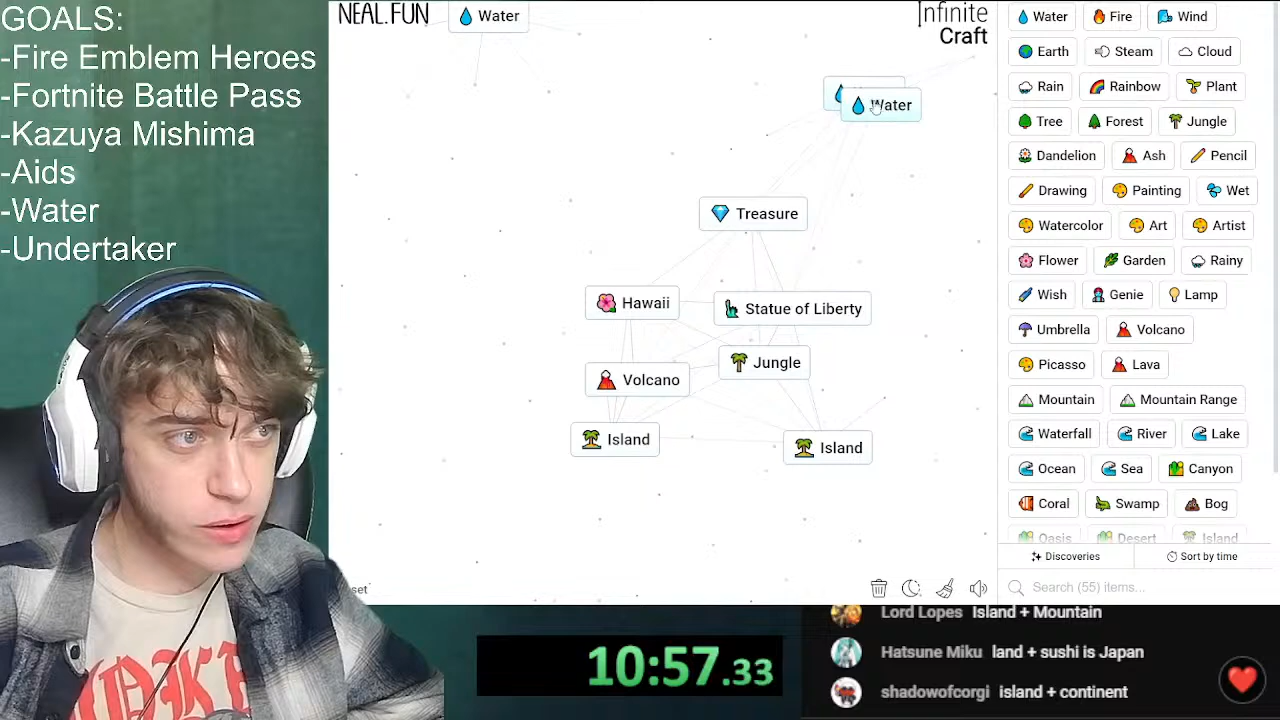 GOALS:
-Fire Emblem Heroes
-Fortnite Battle Pass
-Kazuya Mishima
-Aids
-Water
-Undertaker
NEAL.FUN
Water
Infinite
Craft
Water
Treasure
Hawaii
Statue of Liberty
Jungle
Volcano
Island
Island
Water Fire Wind
Earth Steam Cloud
Rain Rainbow Plant
Tree Forest Jungle
Dandelion Ash Pencil
Drawing Painting Wet
Watercolor Art Artist
Flower Garden Rainy
Wish Genie Lamp
Umbrella Volcano
Picasso Lava
Mountain Mountain Range
Waterfall River Lake
Ocean Sea Canyon
Coral Swamp Bog
Oasis Desert Island
Discoveries Sort by time
Search (55) items...
set
10:57.33
Lord Lopes Island + Mountain
Hatsune Miku land + sushi is Japan
shadowofcorgi island + continent